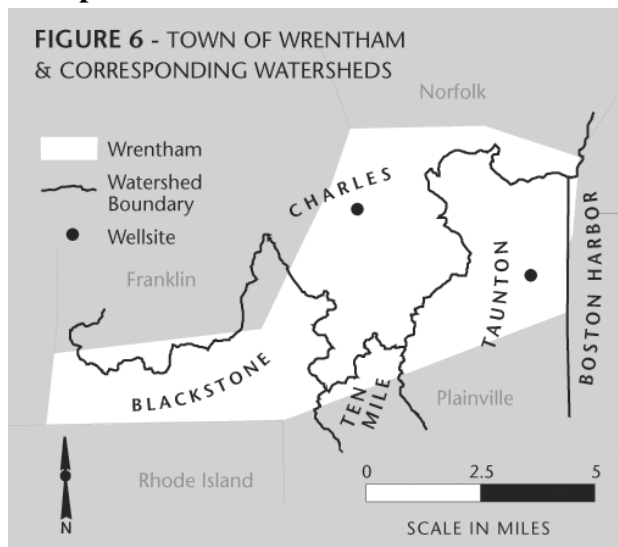 FIGURE 6 - TOWN OF WRENTHAM
& CORRESPONDING WATERSHEDS
Norfolk
Wrentham
Watershed
Boundary
Wellsite
CHARLES
Franklin
TAUNTON
BOSTON HARBOR
BLACKSTONE
TEN
MILE
Plainville
Rhode Island
N
0 2.5 5
SCALE IN MILES